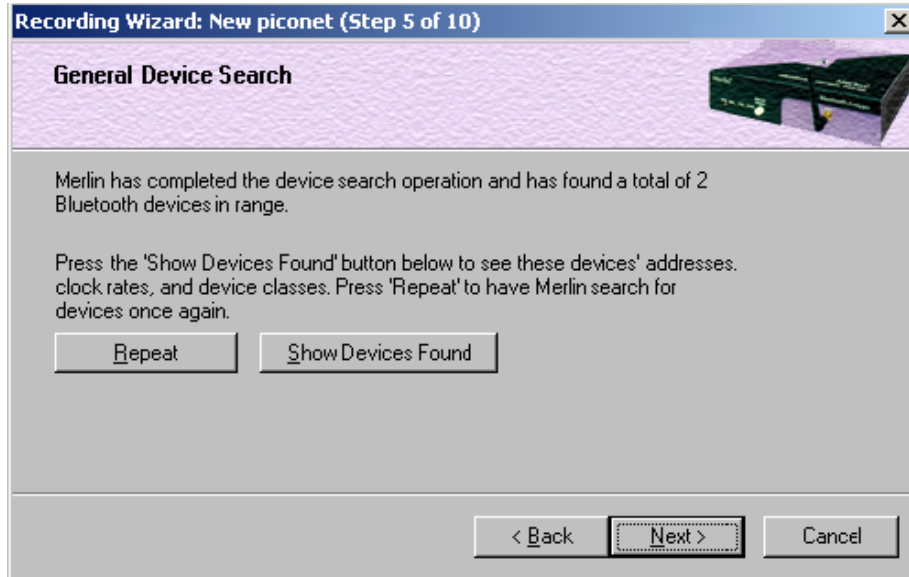 Recording Wizard: New piconet (Step 5 of 10)
General Device Search
Merlin has completed the device search operation and has found a total of 2
Bluetooth devices in range.
Press the 'Show Devices Found' button below to see these devices' addresses.
clock rates, and device classes. Press 'Repeat' to have Merlin search for
devices once again.
Repeat
Show Devices Found
< Back
Next >
Cancel